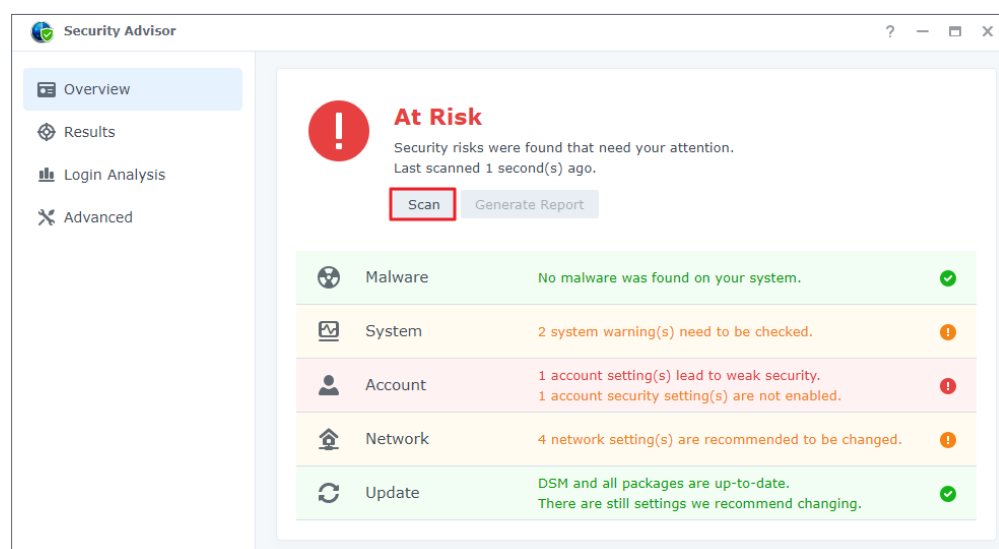 Security Advisor
?
Overview
Results
Login Analysis
Advanced
At Risk
Security risks were found that need your attention.
Last scanned 1 second(s) ago.
Scan
Generate Report
Malware
No malware was found on your system.
System
2 system warning(s) need to be checked.
Account
1 account setting(s) lead to weak security.
1 account security setting(s) are not enabled.
Network
4 network setting(s) are recommended to be changed.
Update
DSM and all packages are up-to-date.
There are still settings we recommend changing.